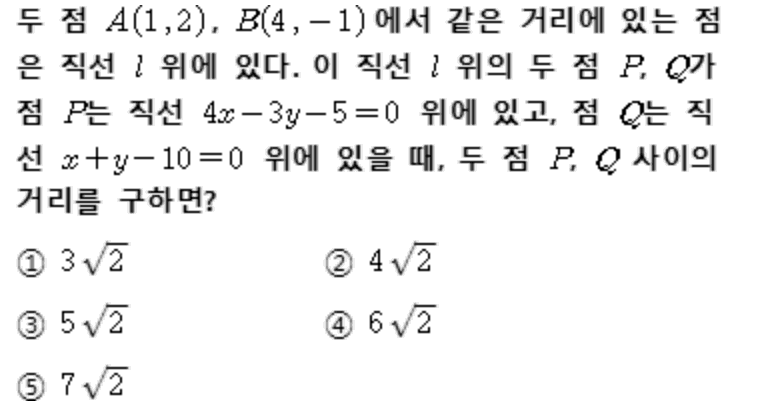 두 점 A(1,2), B(4,−1)에서 같은 거리에 있는 점
은 직선 l 위에 있다. 이 직선 l 위의 두 점 P, Q가
점 P는 직선 4x−3y−5=0 위에 있고, 점 Q는 직
선 x+y−10=0 위에 있을 때, 두 점 P, Q 사이의
거리를 구하면?
① 3√2 ② 4√2
③ 5√2 ④ 6√2
⑤ 7√2